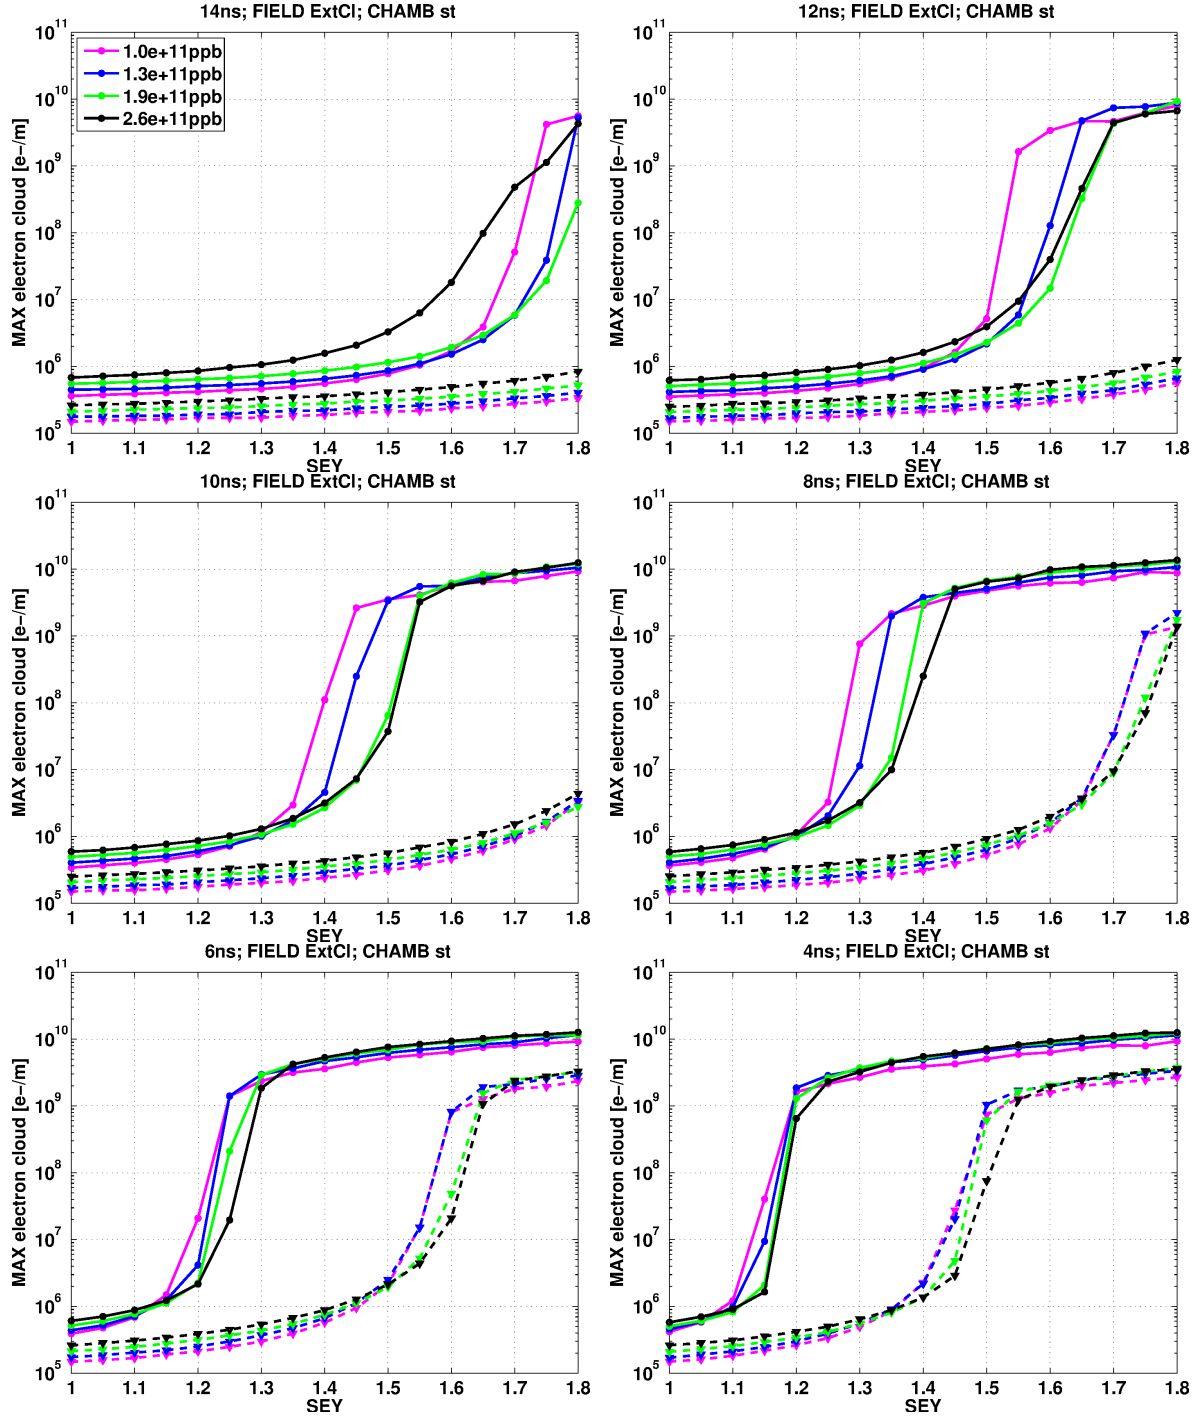 14ns; FIELD ExtCl; CHAMB st
MAX electron cloud [e−/m]
10^11
10^10
10^9
10^8
10^7
10^6
10^5
1.0e+11ppb
1.3e+11ppb
1.9e+11ppb
2.6e+11ppb
1 1.1 1.2 1.3 1.4 1.5 1.6 1.7 1.8
SEY
12ns; FIELD ExtCl; CHAMB st
MAX electron cloud [e−/m]
10^11
10^10
10^9
10^8
10^7
10^6
10^5
1 1.1 1.2 1.3 1.4 1.5 1.6 1.7 1.8
SEY
10ns; FIELD ExtCl; CHAMB st
MAX electron cloud [e−/m]
10^11
10^10
10^9
10^8
10^7
10^6
10^5
1 1.1 1.2 1.3 1.4 1.5 1.6 1.7 1.8
SEY
8ns; FIELD ExtCl; CHAMB st
MAX electron cloud [e−/m]
10^11
10^10
10^9
10^8
10^7
10^6
10^5
1 1.1 1.2 1.3 1.4 1.5 1.6 1.7 1.8
SEY
6ns; FIELD ExtCl; CHAMB st
MAX electron cloud [e−/m]
10^11
10^10
10^9
10^8
10^7
10^6
10^5
1 1.1 1.2 1.3 1.4 1.5 1.6 1.7 1.8
SEY
4ns; FIELD ExtCl; CHAMB st
MAX electron cloud [e−/m]
10^11
10^10
10^9
10^8
10^7
10^6
10^5
1 1.1 1.2 1.3 1.4 1.5 1.6 1.7 1.8
SEY